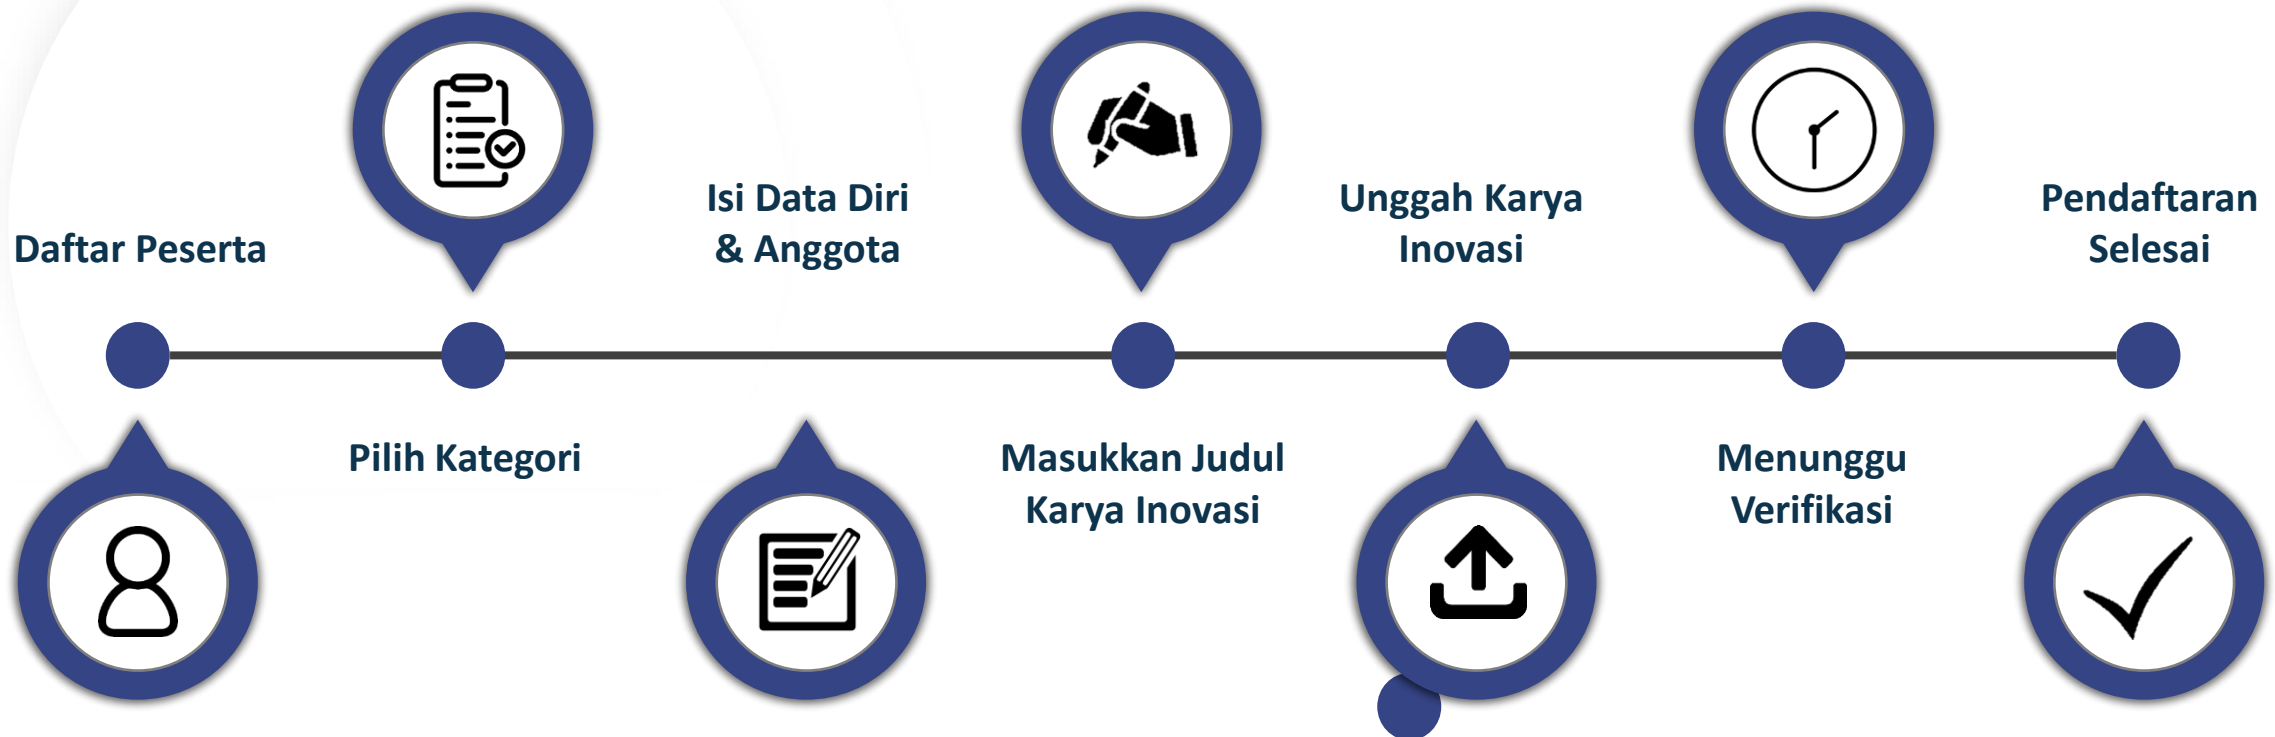 Daftar Peserta
Pilih Kategori
Isi Data Diri
& Anggota
Masukkan Judul
Karya Inovasi
Unggah Karya
Inovasi
Menunggu
Verifikasi
Pendaftaran
Selesai